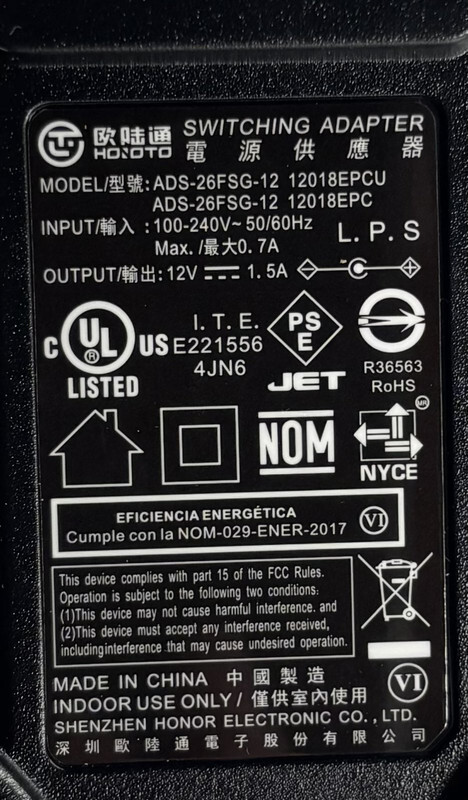 欧陸通 SWITCHING ADAPTER
HONOTO 電源供應器
MODEL/型號: ADS-26FSG-12 12018EPCU
ADS-26FSG-12 12018EPC
INPUT/輸入 : 100-240V~ 50/60Hz
Max. /最大0.7A L. P. S
OUTPUT/輸出: 12V 1.5A
C UL ® US LISTED
I. T. E.
E221556
4JN6
PS
E
JET
R36563
RoHS
NOM
MR
NYCE
EFICIENCIA ENERGÉTICA
Cumple con la NOM-029-ENER-2017 VI
This device complies with part 15 of the FCC Rules.
Operation is subject to the following two conditions:
(1)This device may not cause harmful interference. and
(2)This device must accept any interference received,
includinginterference that may cause undesired operation.
MADE IN CHINA 中國製造 VI
INDOOR USE ONLY / 僅供室內使用
SHENZHEN HONOR ELECTRONIC CO., LTD.
深圳歐陸通電子股份有限公司